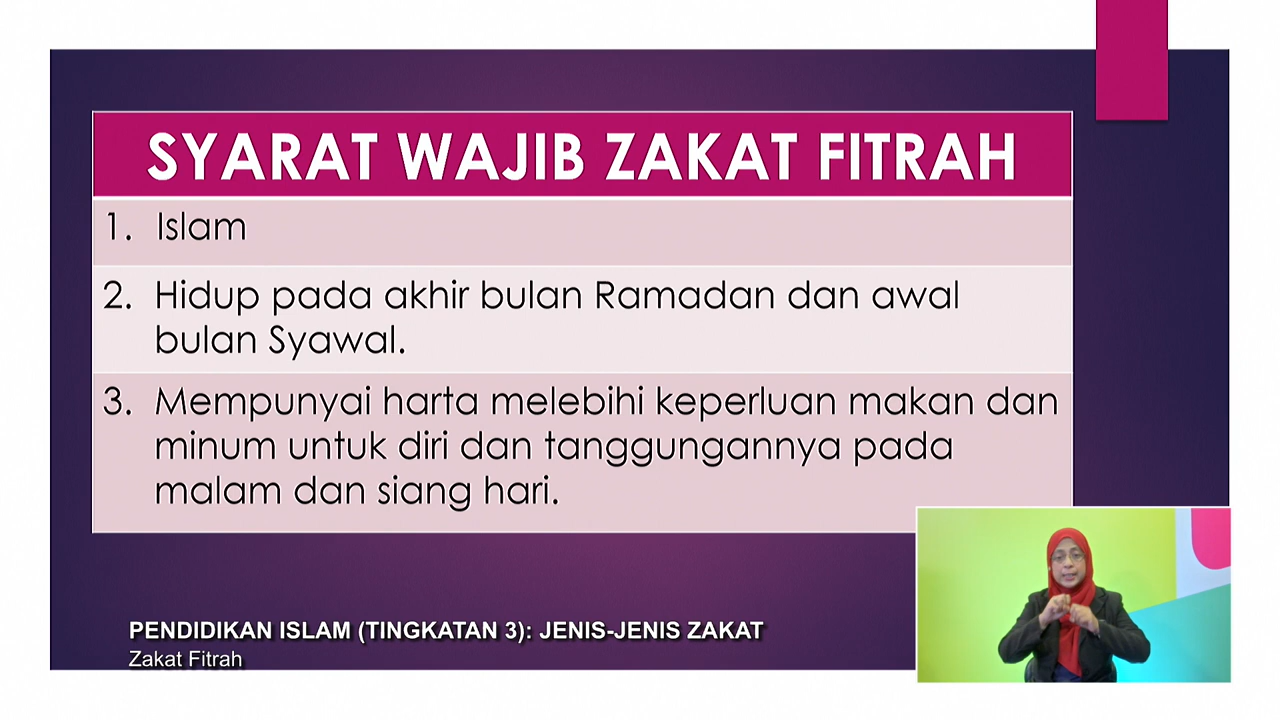 SYARAT WAJIB ZAKAT FITRAH
1. Islam
2. Hidup pada akhir bulan Ramadan dan awal
bulan Syawal.
3. Mempunyai harta melebihi keperluan makan dan
minum untuk diri dan tanggungannya pada
malam dan siang hari.
PENDIDIKAN ISLAM (TINGKATAN 3): JENIS-JENIS ZAKAT
Zakat Fitrah